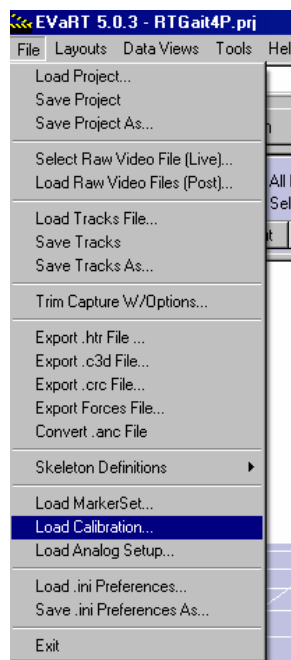 EVaRT 5.0.3 - RTGait4P.prj
File Layouts Data Views Tools Hel
Load Project...
Save Project
Save Project As...
Select Raw Video File (Live)...
Load Raw Video Files (Post)...
All
Sel
Load Tracks File...
Save Tracks
Save Tracks As...
Trim Capture W/Options...
Export .htr File ...
Export .c3d File...
Export .crc File...
Export Forces File...
Convert .anc File
Skeleton Definitions
Load MarkerSet...
Load Calibration...
Load Analog Setup...
Load .ini Preferences...
Save .ini Preferences As...
Exit